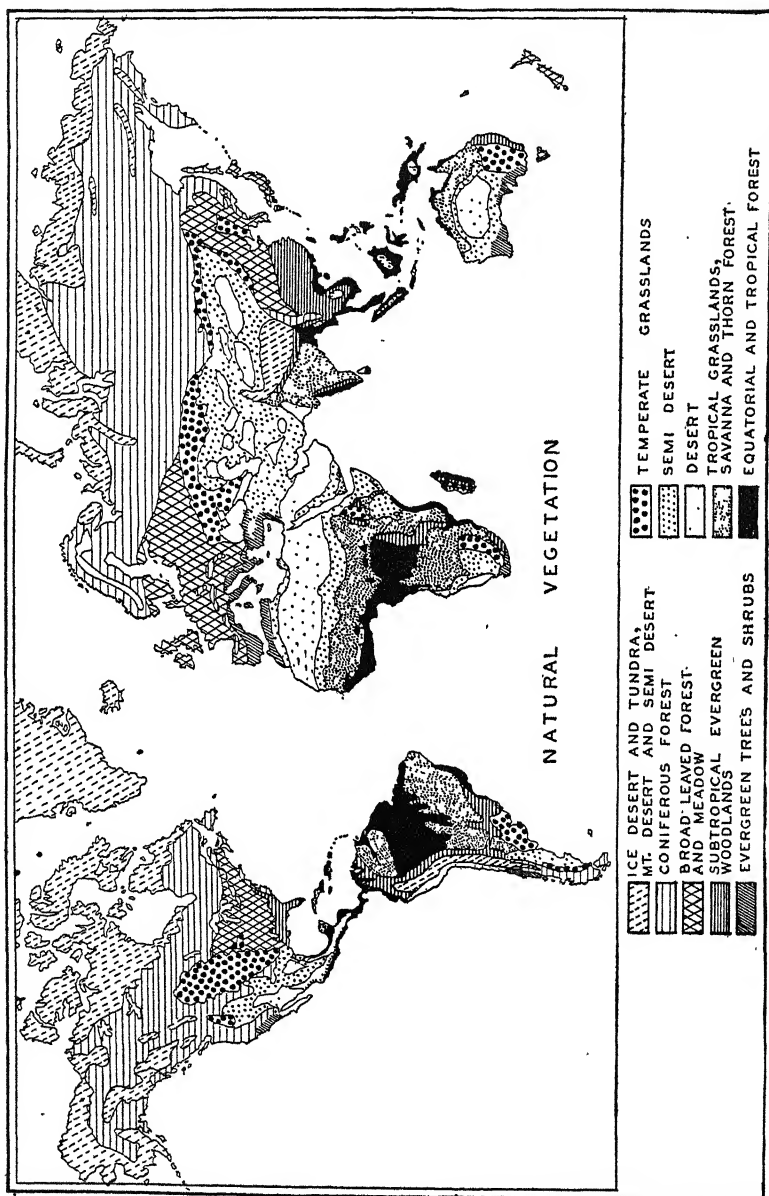 NATURAL VEGETATION
ICE DESERT AND TUNDRA,
MT. DESERT AND SEMI DESERT
CONIFEROUS FOREST
BROAD-LEAVED FOREST
AND MEADOW
SUBTROPICAL EVERGREEN
WOODLANDS
EVERGREEN TREES AND SHRUBS
TEMPERATE GRASSLANDS
SEMI DESERT
DESERT
TROPICAL GRASSLANDS,
SAVANNA AND THORN FOREST
EQUATORIAL AND TROPICAL FOREST